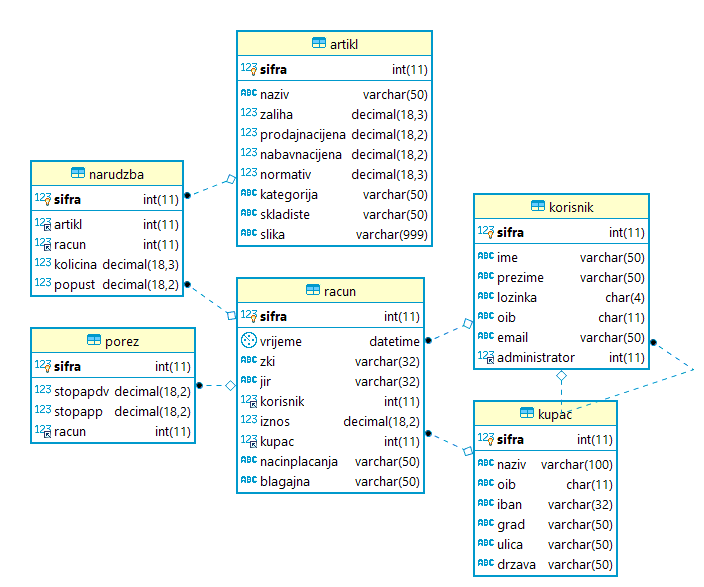 artikl
123 sifra int(11)
ABC naziv varchar(50)
123 zaliha decimal(18,3)
123 prodajnacijena decimal(18,2)
123 nabavnacijena decimal(18,2)
123 normativ decimal(18,3)
ABC kategorija varchar(50)
ABC skladiste varchar(50)
ABC slika varchar(999)
narudzba
123 sifra int(11)
123 artikl int(11)
123 racun int(11)
123 kolicina decimal(18,3)
123 popust decimal(18,2)
korisnik
123 sifra int(11)
ABC ime varchar(50)
ABC prezime varchar(50)
ABC lozinka char(4)
ABC oib char(11)
ABC email varchar(50)
123 administrator int(11)
racun
123 sifra int(11)
vrijeme datetime
ABC zki varchar(32)
ABC jir varchar(32)
123 korisnik int(11)
123 iznos decimal(18,2)
123 kupac int(11)
ABC nacinplacanja varchar(50)
ABC blagajna varchar(50)
porez
123 sifra int(11)
123 stopapdv decimal(18,2)
123 stopapp decimal(18,2)
123 racun int(11)
kupac
123 sifra int(11)
ABC naziv varchar(100)
ABC oib char(11)
ABC iban varchar(32)
ABC grad varchar(50)
ABC ulica varchar(50)
ABC drzava varchar(50)